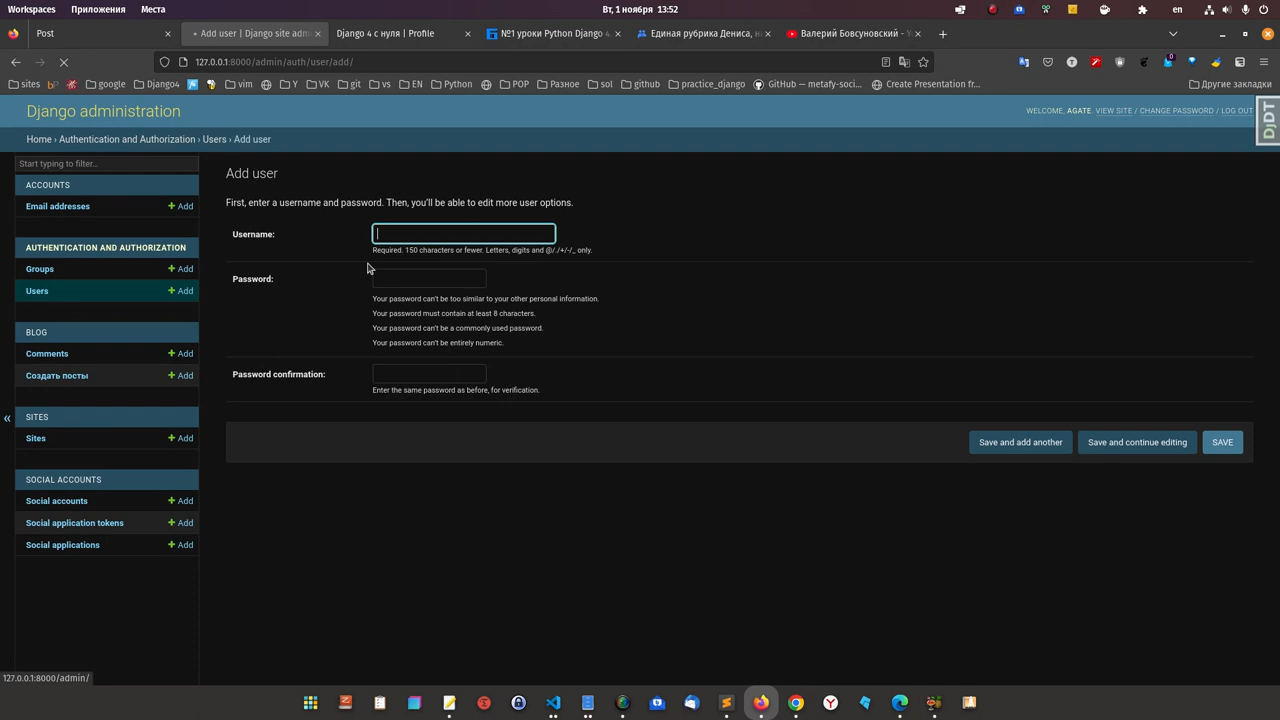 Workspaces Приложения Места Вт, 1 ноября 13:52 en
Post Add user | Django site adm Django 4 с нуля | Profile №1 уроки Python Django 4. Единая рубрика Дениса, не Валерий Бовсуновский - Y
127.0.0.1:8000/admin/auth/user/add/
sites google Django4 vim Y VK git vs EN Python POP Разное sol github practice_django GitHub — metafy-soci... Create Presentation fr... Другие закладки
Django administration
WELCOME, AGATE. VIEW SITE / CHANGE PASSWORD / LOG OUT
DjDT
Home › Authentication and Authorization › Users › Add user
Start typing to filter...
ACCOUNTS
Email addresses Add
AUTHENTICATION AND AUTHORIZATION
Groups Add
Users Add
BLOG
Comments Add
Создать посты Add
SITES
Sites Add
SOCIAL ACCOUNTS
Social accounts Add
Social application tokens Add
Social applications Add
Add user
First, enter a username and password. Then, you'll be able to edit more user options.
Username:
Required. 150 characters or fewer. Letters, digits and @/./+/-/_ only.
Password:
Your password can't be too similar to your other personal information.
Your password must contain at least 8 characters.
Your password can't be a commonly used password.
Your password can't be entirely numeric.
Password confirmation:
Enter the same password as before, for verification.
Save and add another Save and continue editing SAVE
127.0.0.1:8000/admin/